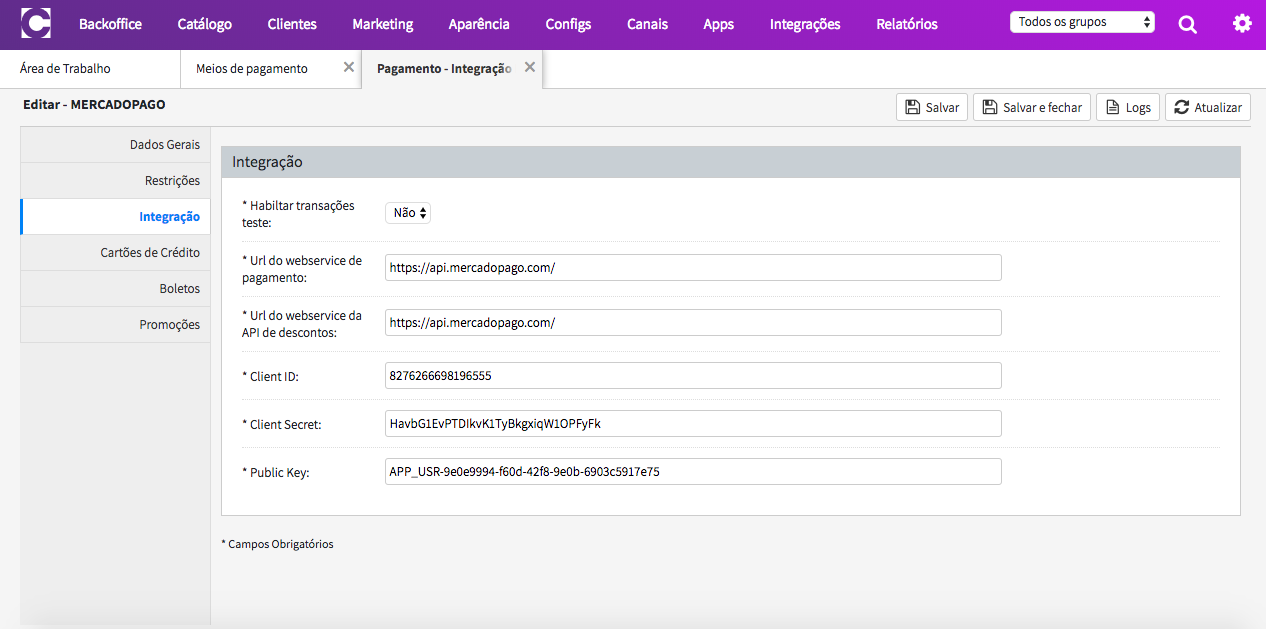 Backoffice Catálogo Clientes Marketing Aparência Configs Canais Apps Integrações Relatórios Todos os grupos
Área de Trabalho Meios de pagamento Pagamento - Integração
Editar - MERCADOPAGO Salvar Salvar e fechar Logs Atualizar
Dados Gerais
Restrições
Integração
Cartões de Crédito
Boletos
Promoções
Integração
* Habiltar transações
teste: Não
* Url do webservice de
pagamento: https://api.mercadopago.com/
* Url do webservice da
API de descontos: https://api.mercadopago.com/
* Client ID: 8276266698196555
* Client Secret: HavbG1EvPTDIkvK1TyBkgxiqW1OPFyFk
* Public Key: APP_USR-9e0e9994-f60d-42f8-9e0b-6903c5917e75
* Campos Obrigatórios